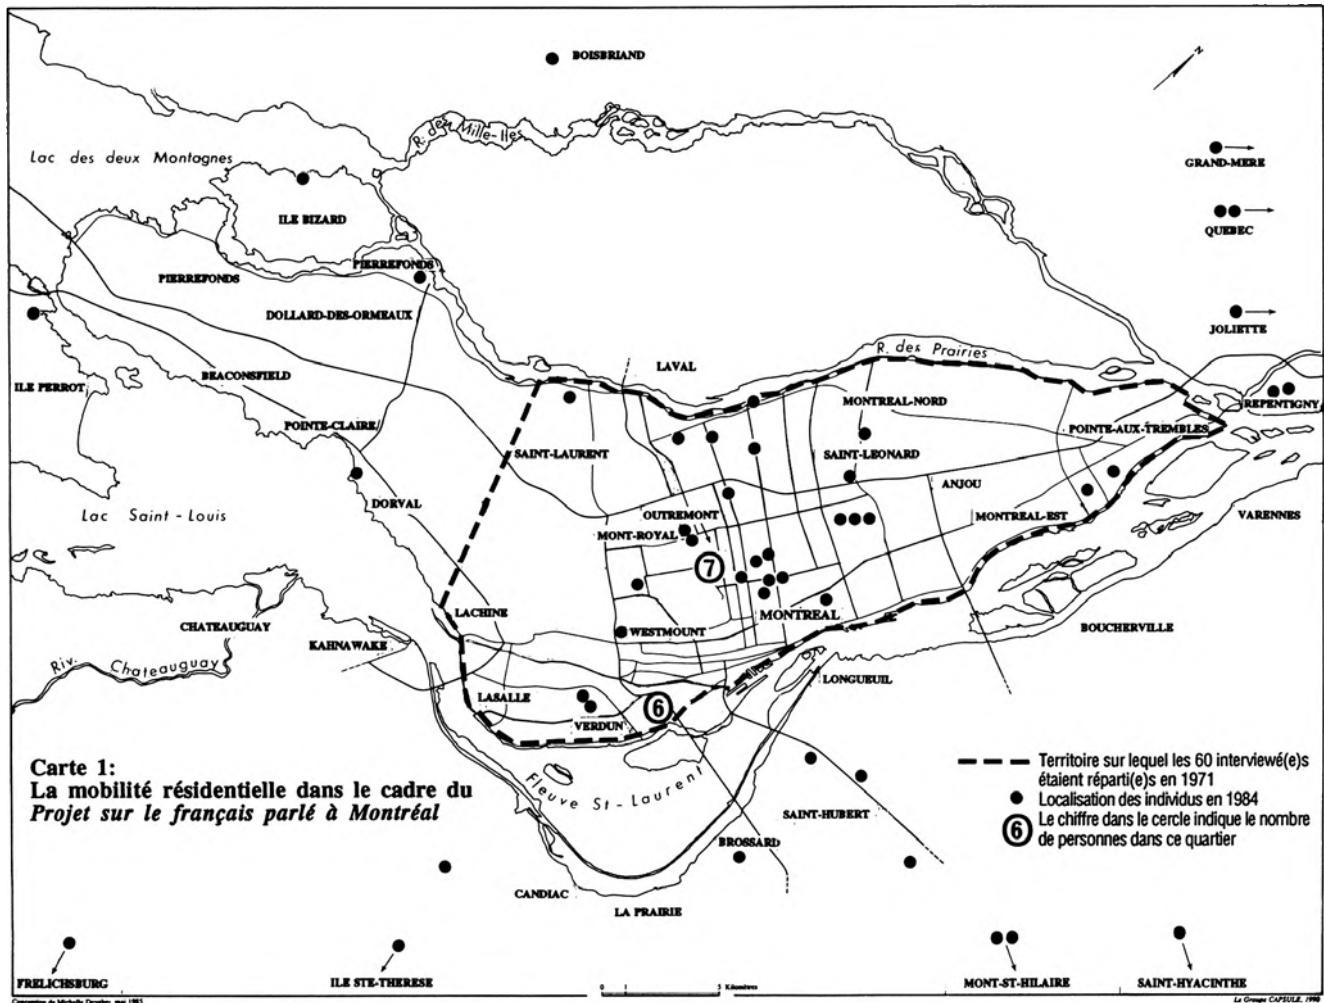 BOISBRIAND
N
R. des Mille-Iles
Lac des deux Montagnes
GRAND-MERE
ILE BIZARD
QUEBEC
PIERREFONDS
PIERREFONDS
DOLLARD-DES-ORMEAUX
JOLIETTE
R. des Prairies
LAVAL
BEACONSFIELD
ILE PERROT
REPENTIGNY
MONTREAL-NORD
POINTE-CLAIRE
POINTE-AUX-TREMBLES
SAINT-LAURENT
SAINT-LEONARD
ANJOU
DORVAL
Lac Saint-Louis
OUTREMONT
MONTREAL-EST
VARENNES
MONT-ROYAL
7
LACHINE
MONTREAL
CHATEAUGUAY
KAHNAWAKE
WESTMOUNT
BOUCHERVILLE
Riv. Chateauguay
LONGUEUIL
LASALLE
6
VERDUN
Carte 1:
La mobilité résidentielle dans le cadre du
Projet sur le français parlé à Montréal
Fleuve St-Laurent
Territoire sur lequel les 60 interviewé(e)s
étaient réparti(e)s en 1971
Localisation des individus en 1984
6 Le chiffre dans le cercle indique le nombre
de personnes dans ce quartier
SAINT-HUBERT
BROSSARD
CANDIAC
LA PRAIRIE
FRELICHSBURG
ILE STE-THERESE
MONT-ST-HILAIRE
SAINT-HYACINTHE
0 1 5 Kilomètres
Le Groupe CAPSULE, 1990